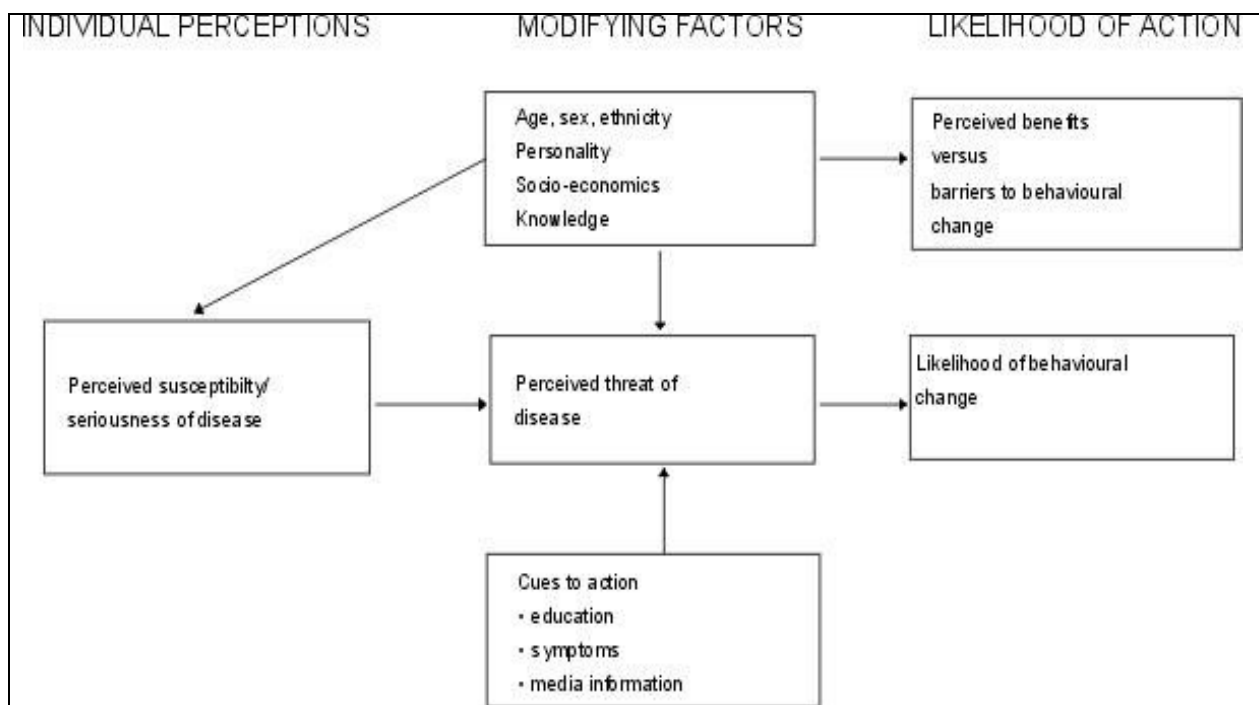 INDIVIDUAL PERCEPTIONS
MODIFYING FACTORS
LIKELIHOOD OF ACTION
Age, sex, ethnicity
Personality
Socio-economics
Knowledge
Perceived benefits
versus
barriers to behavioural
change
Perceived susceptibilty/
seriousness of disease
Perceived threat of
disease
Likelihood of behavioural
change
Cues to action
• education
• symptoms
• media information